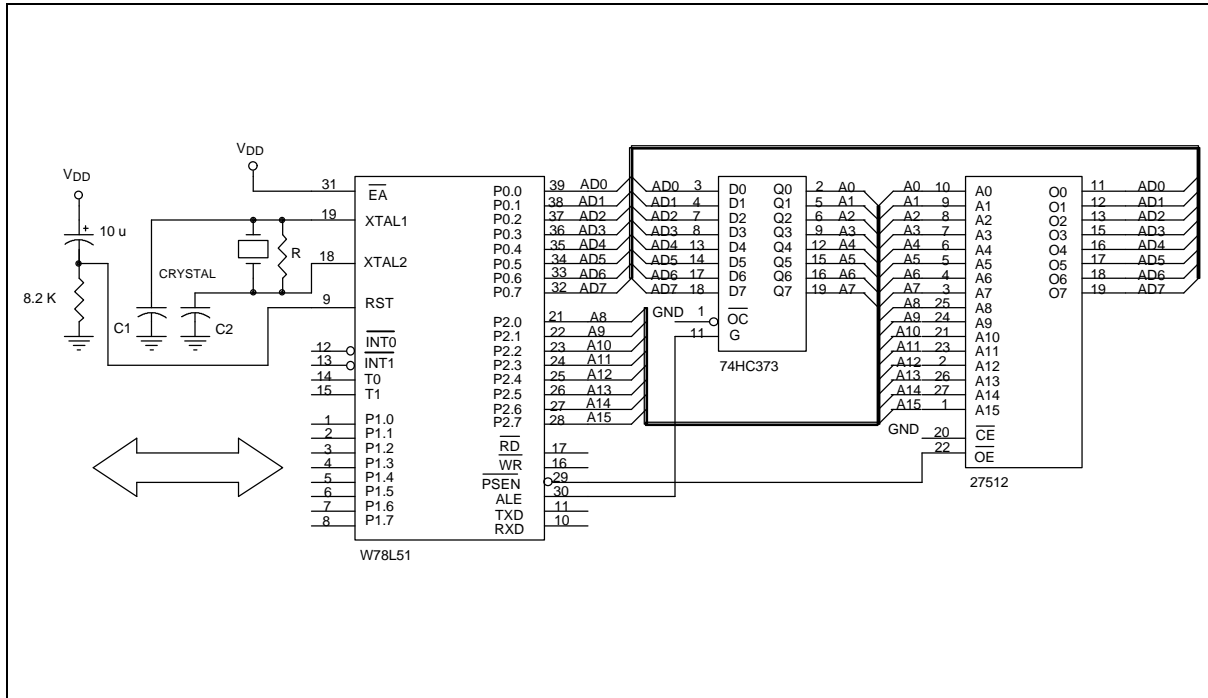 VDD
VDD
10 u
8.2 K
C1
CRYSTAL
C2
R
31 EA
19 XTAL1
18 XTAL2
9 RST
12 INT0
13 INT1
14 T0
15 T1
1 P1.0
2 P1.1
3 P1.2
4 P1.3
5 P1.4
6 P1.5
7 P1.6
8 P1.7
P0.0 39 AD0
P0.1 38 AD1
P0.2 37 AD2
P0.3 36 AD3
P0.4 35 AD4
P0.5 34 AD5
P0.6 33 AD6
P0.7 32 AD7
P2.0 21 A8
P2.1 22 A9
P2.2 23 A10
P2.3 24 A11
P2.4 25 A12
P2.5 26 A13
P2.6 27 A14
P2.7 28 A15
RD 17
WR 16
PSEN 29
ALE 30
TXD 11
RXD 10
W78L51
AD0 3 D0 Q0 2 A0
AD1 4 D1 Q1 5 A1
AD2 7 D2 Q2 6 A2
AD3 8 D3 Q3 9 A3
AD4 13 D4 Q4 12 A4
AD5 14 D5 Q5 15 A5
AD6 17 D6 Q6 16 A6
AD7 18 D7 Q7 19 A7
GND 1 OC
11 G
74HC373
A0 10 A0 O0 11 AD0
A1 9 A1 O1 12 AD1
A2 8 A2 O2 13 AD2
A3 7 A3 O3 15 AD3
A4 6 A4 O4 16 AD4
A5 5 A5 O5 17 AD5
A6 4 A6 O6 18 AD6
A7 3 A7 O7 19 AD7
A8 25 A8
A9 24 A9
A10 21 A10
A11 23 A11
A12 2 A12
A13 26 A13
A14 27 A14
A15 1 A15
GND 20 CE
22 OE
27512